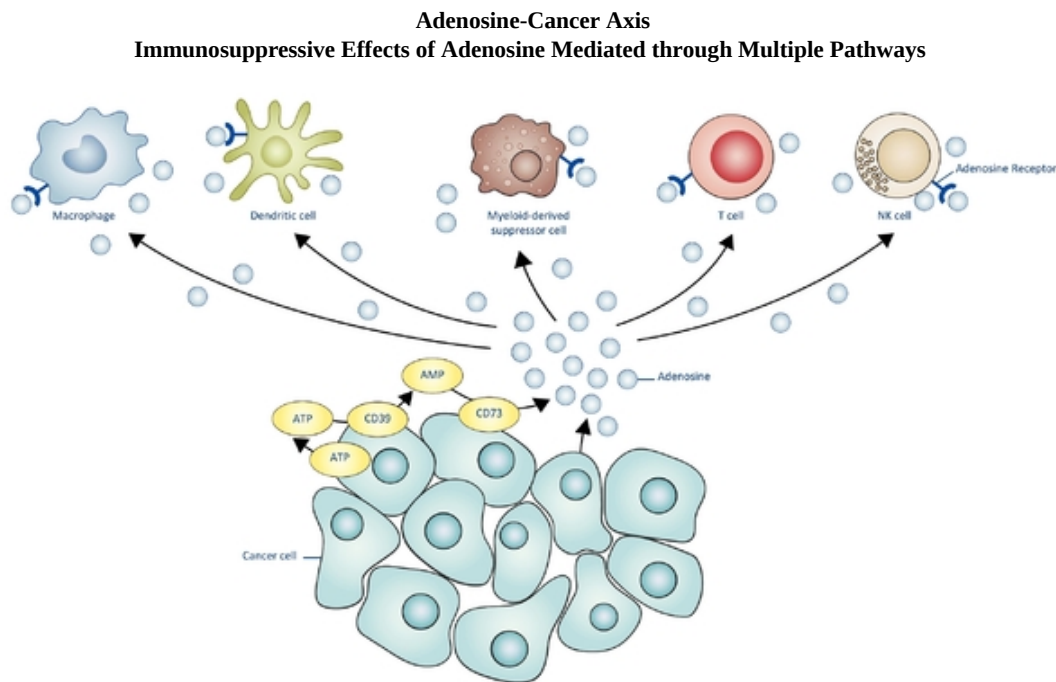 Adenosine-Cancer Axis
Immunosuppressive Effects of Adenosine Mediated through Multiple Pathways
Macrophage
Dendritic cell
Myeloid-derived
suppressor cell
T cell
NK cell
Adenosine Receptor
Adenosine
AMP
ATP
CD39
CD73
ATP
Cancer cell